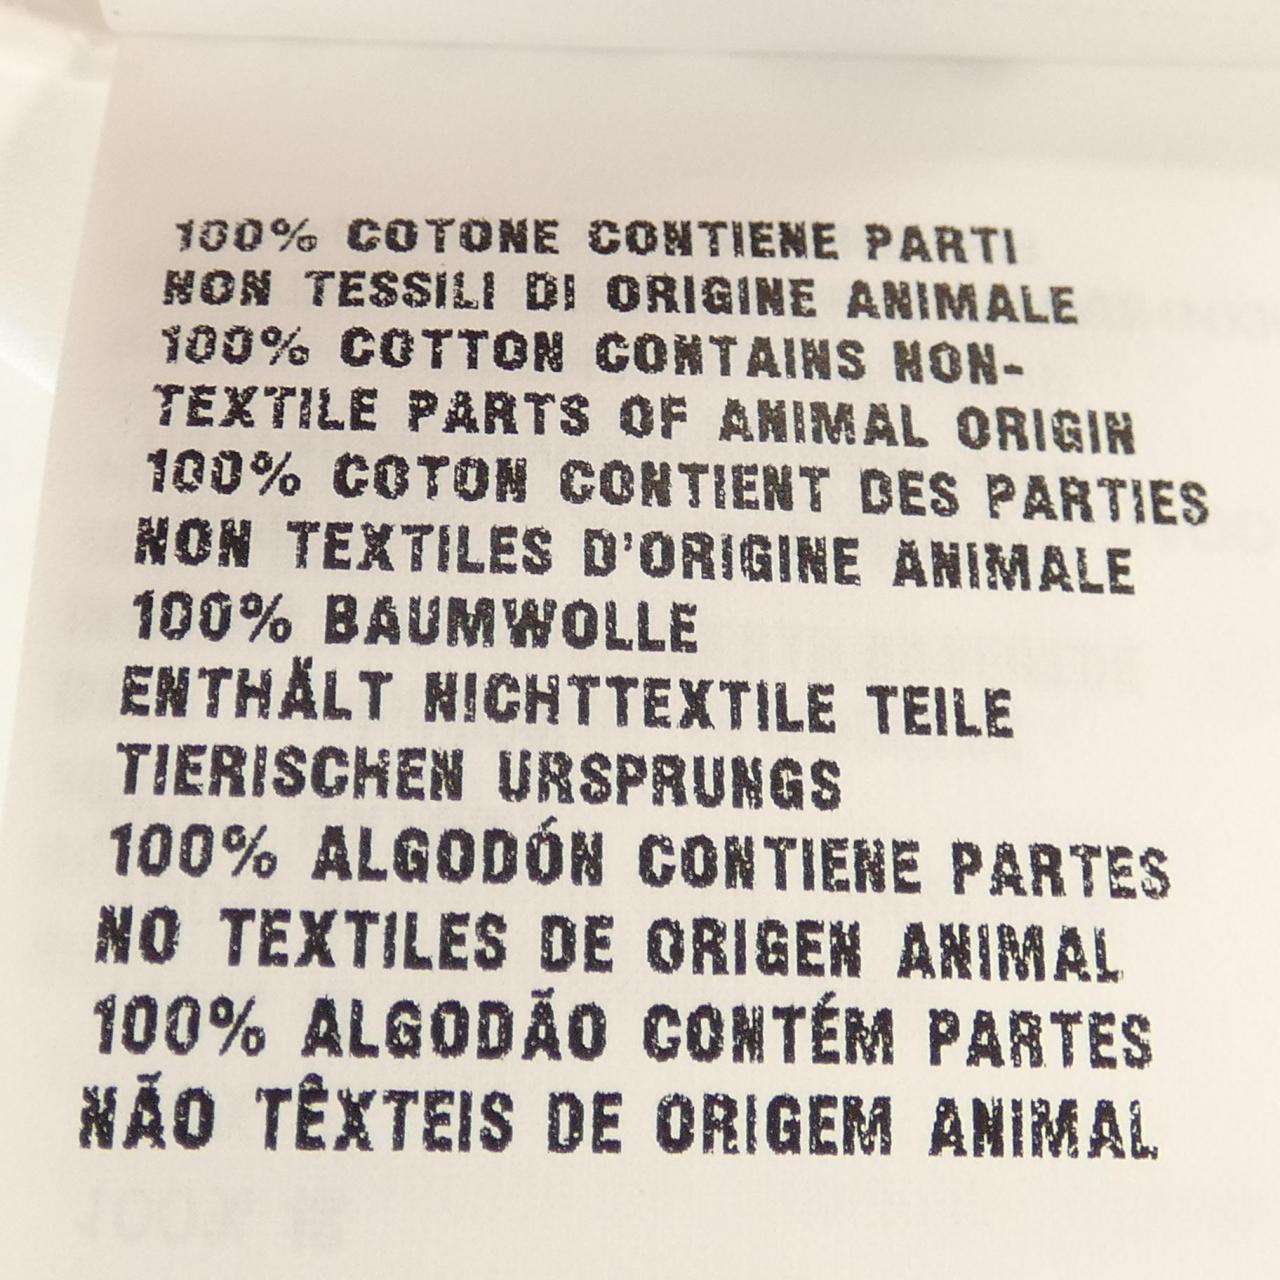 100% COTONE CONTIENE PARTI
NON TESSILI DI ORIGINE ANIMALE
100% COTTON CONTAINS NON-
TEXTILE PARTS OF ANIMAL ORIGIN
100% COTON CONTIENT DES PARTIES
NON TEXTILES D'ORIGINE ANIMALE
100% BAUMWOLLE
ENTHÄLT NICHTTEXTILE TEILE
TIERISCHEN URSPRUNGS
100% ALGODÓN CONTIENE PARTES
NO TEXTILES DE ORIGEN ANIMAL
100% ALGODÃO CONTÉM PARTES
NÃO TÊXTEIS DE ORIGEM ANIMAL